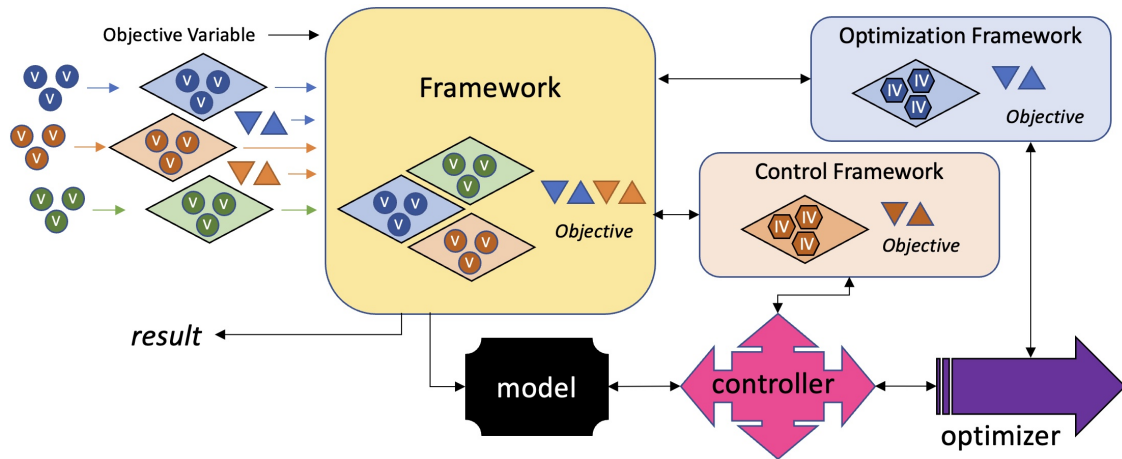 Objective Variable
V V
V
V V
V
V V
V
V V
V
V V
V
V V
V
Framework
V V
V
V V
V
V V
V
Objective
Optimization Framework
IV IV
IV
Objective
Control Framework
IV IV
IV
Objective
result
model
controller
optimizer